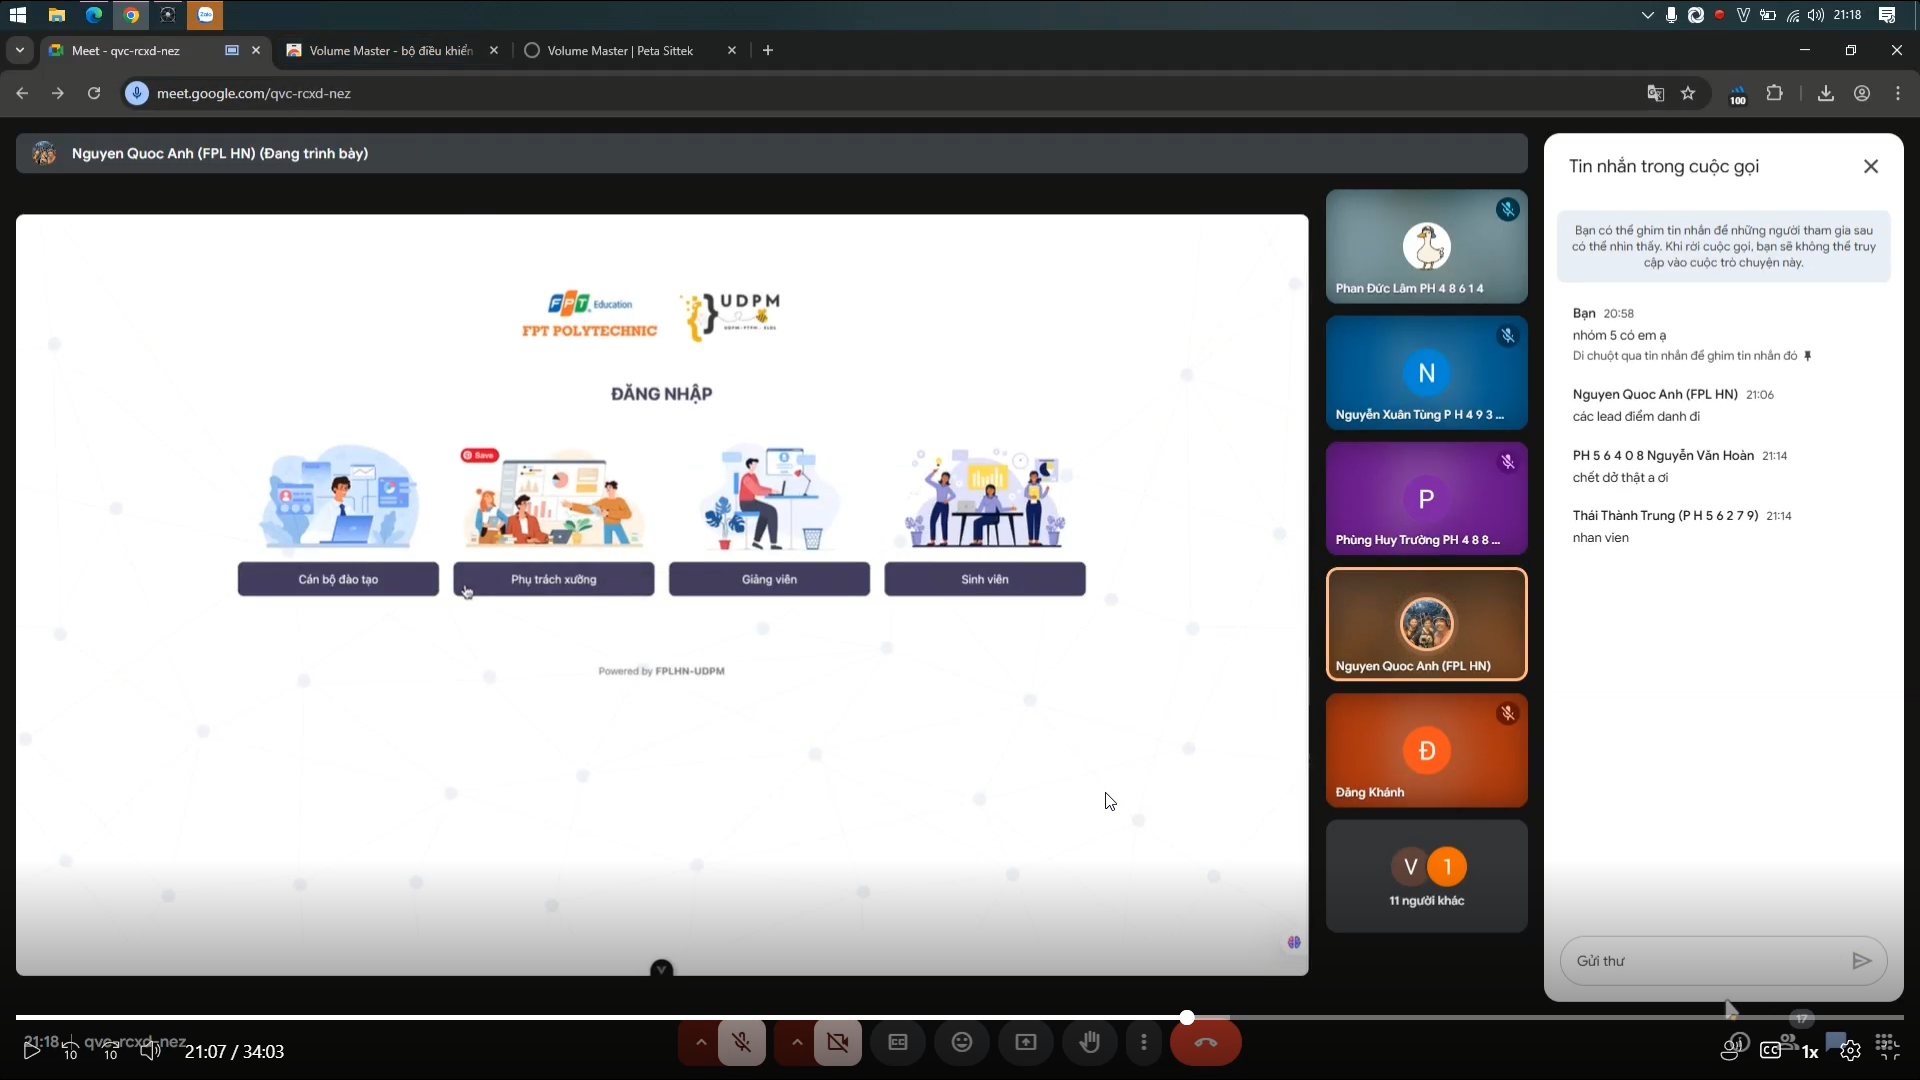 Zalo
21:18
Meet - qvc-rcxd-nez
Volume Master - bộ điều khiển
Volume Master | Peta Sittek
meet.google.com/qvc-rcxd-nez
100
Nguyen Quoc Anh (FPL HN) (Đang trình bày)
FPT Education
FPT POLYTECHNIC
UDPM
ĐĂNG NHẬP
Save
Cán bộ đào tạo
Phụ trách xưởng
Giảng viên
Sinh viên
Powered by FPLHN-UDPM
Phan Đức Lâm PH 4 8 6 1 4
N
Nguyễn Xuân Tùng P H 4 9 3 ...
P
Phùng Huy Trường PH 4 8 8 ...
Nguyen Quoc Anh (FPL HN)
Đ
Đăng Khánh
V 1
11 người khác
Tin nhắn trong cuộc gọi
Bạn có thể ghim tin nhắn để những người tham gia sau
có thể nhìn thấy. Khi rời cuộc gọi, bạn sẽ không thể truy
cập vào cuộc trò chuyện này.
Bạn 20:58
nhóm 5 có em ạ
Di chuột qua tin nhắn để ghim tin nhắn đó
Nguyen Quoc Anh (FPL HN) 21:06
các lead điểm danh đi
PH 5 6 4 0 8 Nguyễn Văn Hoàn 21:14
chết dở thật a ơi
Thái Thành Trung (P H 5 6 2 7 9) 21:14
nhan vien
Gửi thư
21:18 qvc-rcxd-nez
10
10
21:07 / 34:03
CC
17
CC
1x